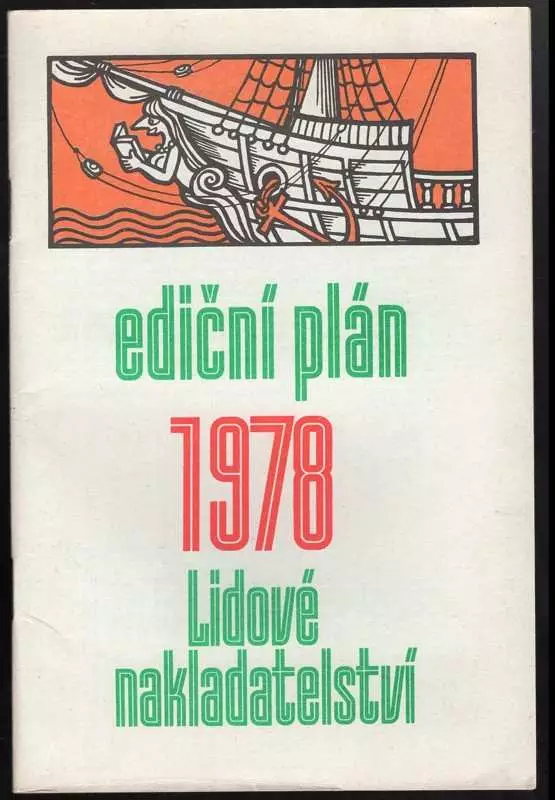 ediční plán
1978
Lidové
nakladatelství